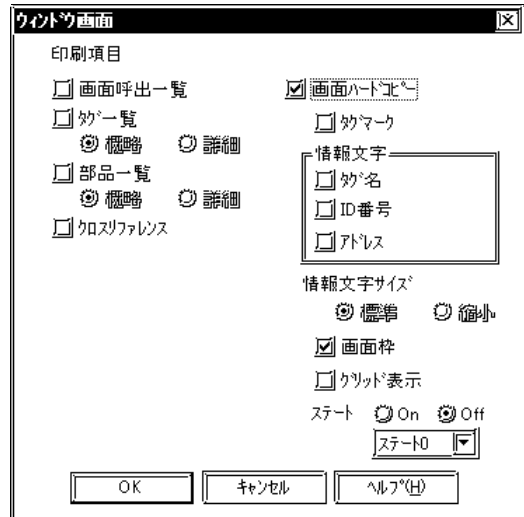 ウィンドウ画面
印刷項目
画面呼出一覧
タグ一覧
概略 詳細
部品一覧
概略 詳細
クロスリファレンス
画面ハードコピー
タグマーク
情報文字
タグ名
ID番号
アドレス
情報文字サイズ
標準 縮小
画面枠
グリッド表示
ステート On Off
ステート0
OK キャンセル ヘルプ(H)